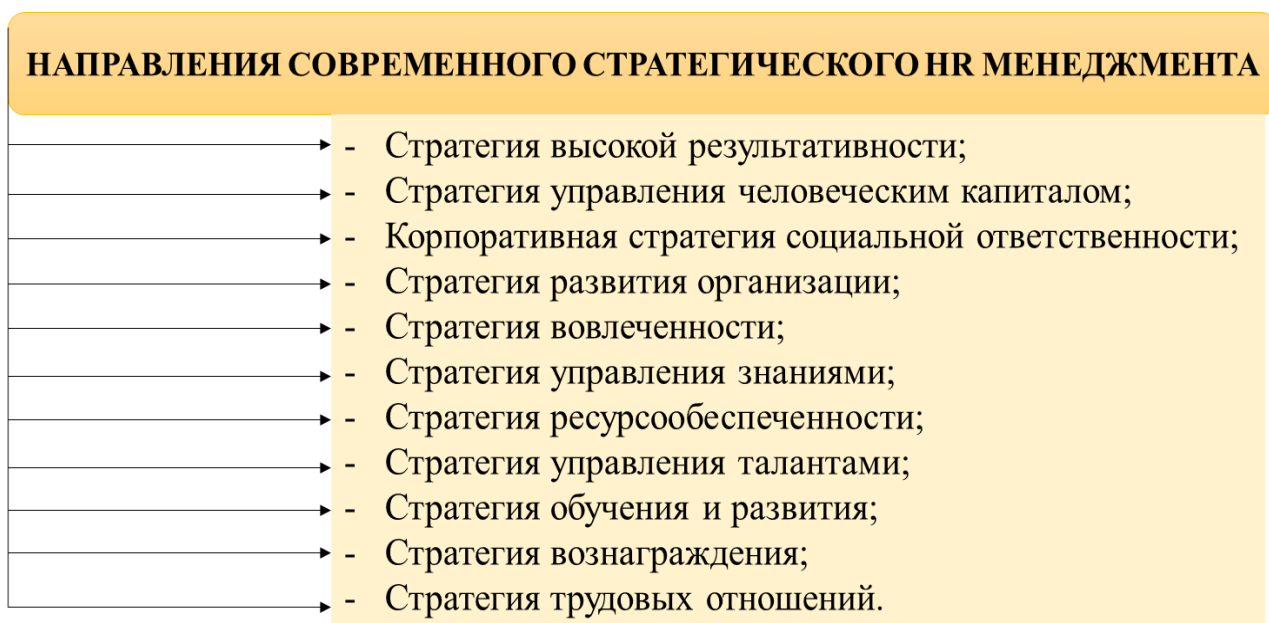 НАПРАВЛЕНИЯ СОВРЕМЕННОГО СТРАТЕГИЧЕСКОГО HR МЕНЕДЖМЕНТА
- Стратегия высокой результативности;
- Стратегия управления человеческим капиталом;
- Корпоративная стратегия социальной ответственности;
- Стратегия развития организации;
- Стратегия вовлеченности;
- Стратегия управления знаниями;
- Стратегия ресурсообеспеченности;
- Стратегия управления талантами;
- Стратегия обучения и развития;
- Стратегия вознаграждения;
- Стратегия трудовых отношений.